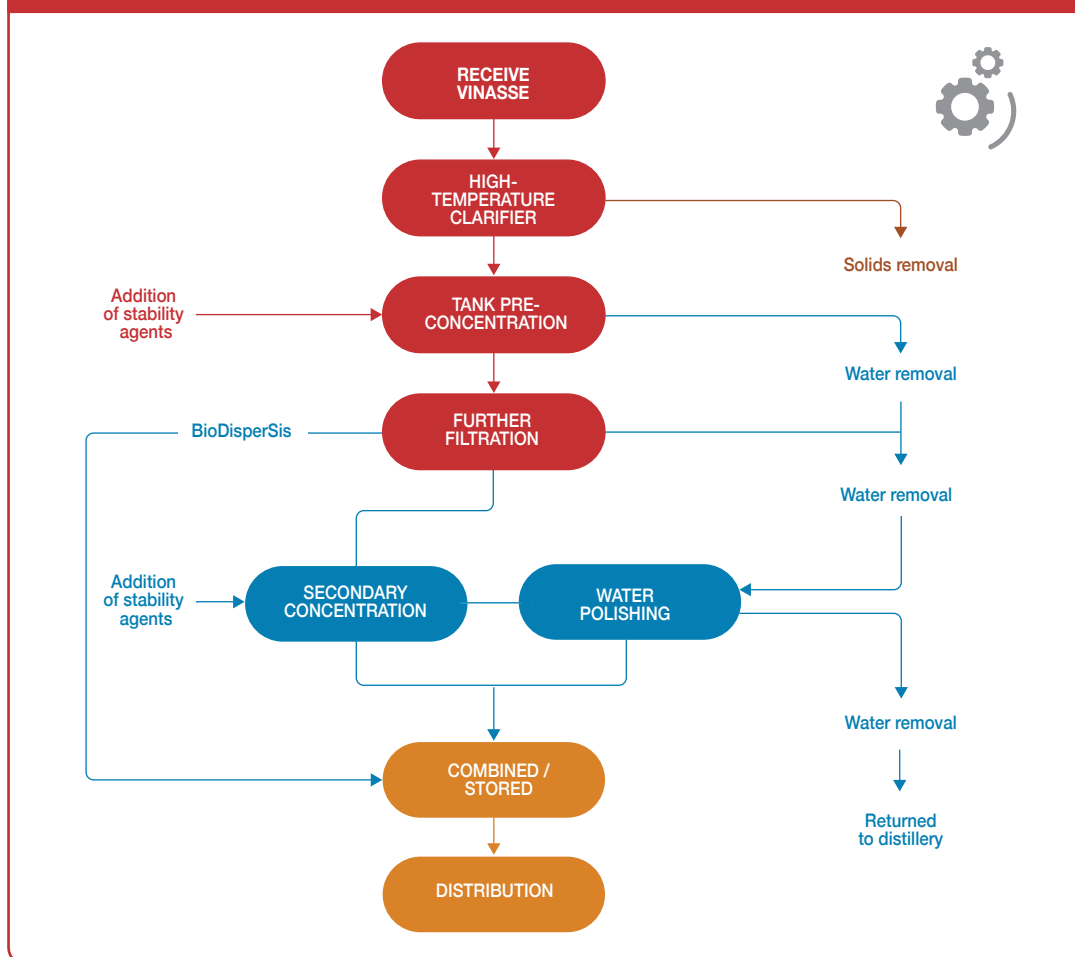 RECEIVE
VINASSE
HIGH-
TEMPERATURE
CLARIFIER
Solids removal
Addition
of stability
agents
TANK PRE-
CONCENTRATION
Water removal
BioDisperSis
FURTHER
FILTRATION
Water removal
Addition
of stability
agents
SECONDARY
CONCENTRATION
WATER
POLISHING
Water removal
COMBINED /
STORED
Returned
to distillery
DISTRIBUTION